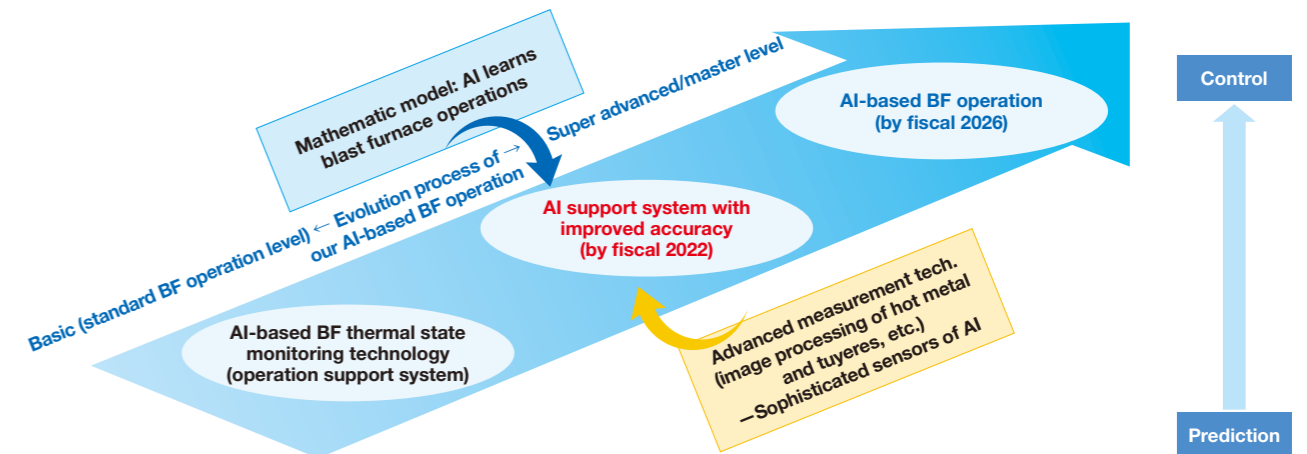 Mathematic model: AI learns
blast furnace operations
Basic (standard BF operation level) ← Evolution process of → Super advanced/master level
our AI-based BF operation
AI-based BF operation
(by fiscal 2026)
AI support system with
improved accuracy
(by fiscal 2022)
AI-based BF thermal state
monitoring technology
(operation support system)
Advanced measurement tech.
(image processing of hot metal
and tuyeres, etc.)
—Sophisticated sensors of AI
Control
Prediction